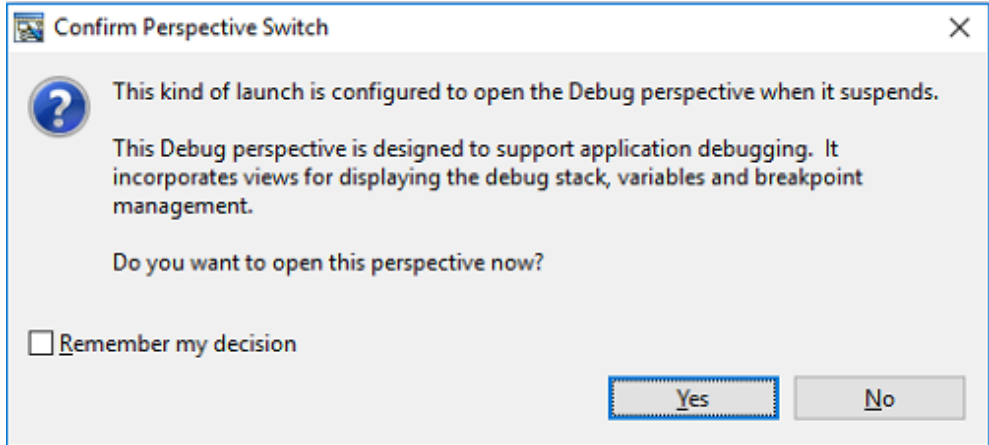 Confirm Perspective Switch
This kind of launch is configured to open the Debug perspective when it suspends.
This Debug perspective is designed to support application debugging.  It
incorporates views for displaying the debug stack, variables and breakpoint
management.
Do you want to open this perspective now?
Remember my decision
Yes No